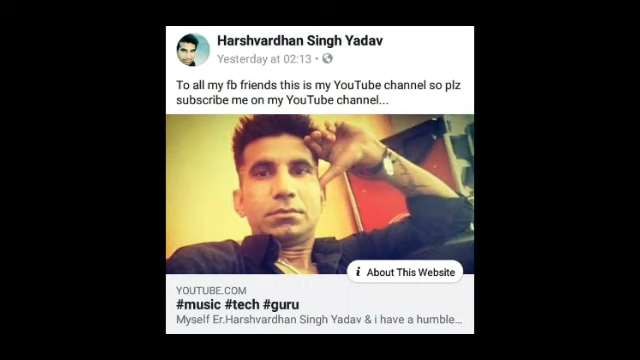 Harshvardhan Singh Yadav
Yesterday at 02:13 •
To all my fb friends this is my YouTube channel so plz
subscribe me on my YouTube channel...
i About This Website
YOUTUBE.COM
#music #tech #guru
Myself Er.Harshvardhan Singh Yadav & i have a humble...